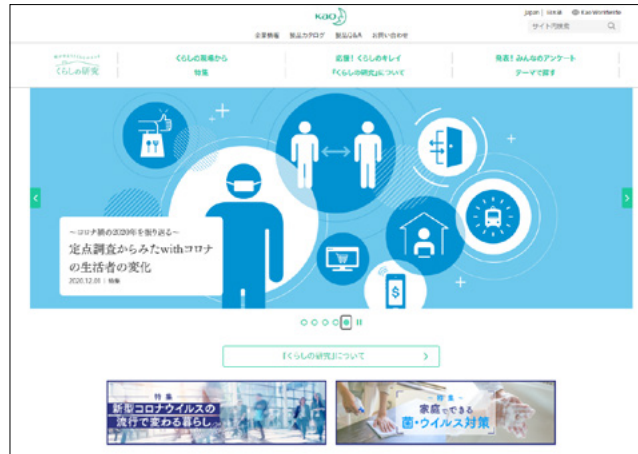 Kao
Japan | 日本語 Kao Worldwide
サイト内検索
企業情報 製品カタログ 製品Q&A お問い合わせ
くらしの研究
くらしの現場から
特集
応援！くらしのキレイ
『くらしの研究』について
発表！みんなのアンケート
テーマで探す
～コロナ禍の2020年を振り返る～
定点調査からみたwithコロナ
の生活者の変化
2020.12.01 | 特集
『くらしの研究』について
特集
新型コロナウイルスの
流行で変わる暮らし
特集
家庭でできる
菌・ウイルス対策